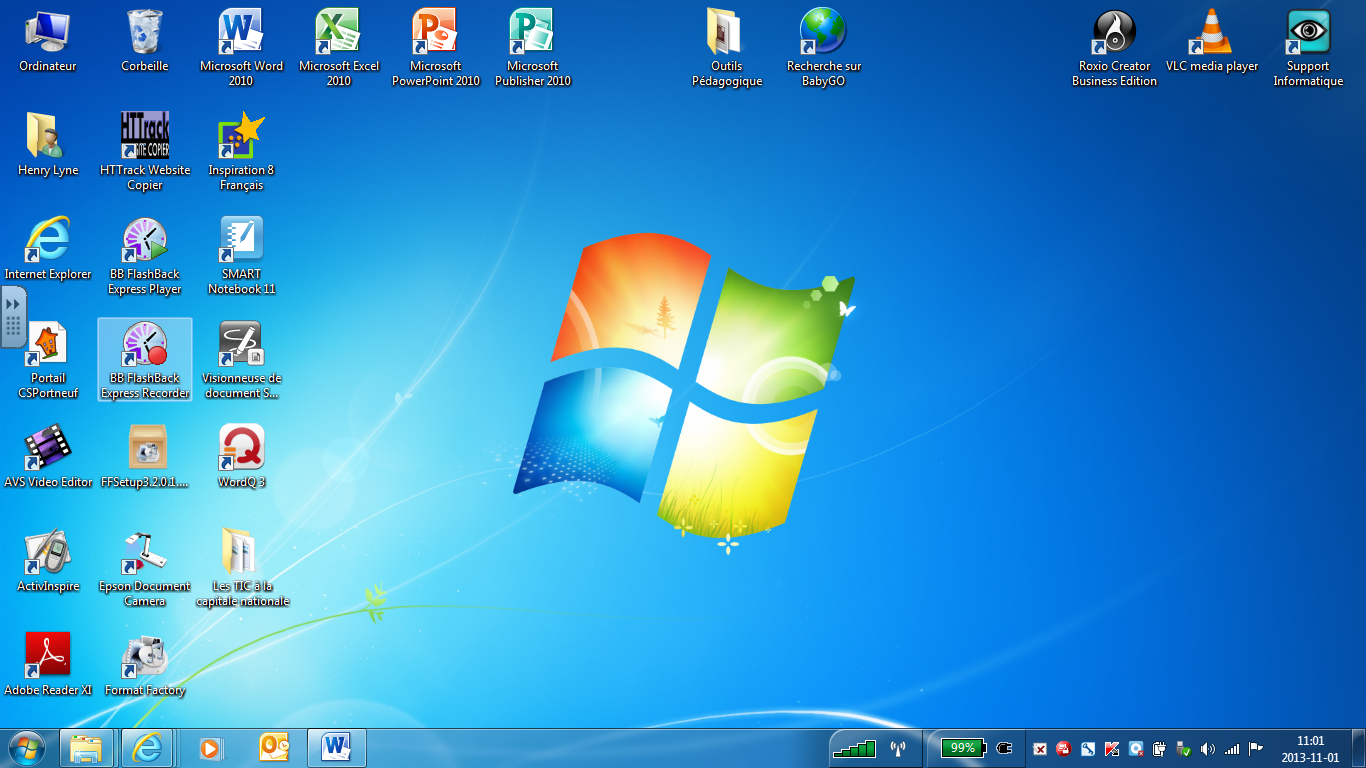 Ordinateur
Corbeille
Microsoft Word
2010
Microsoft Excel
2010
Microsoft
PowerPoint 2010
Microsoft
Publisher 2010
Outils
Pédagogique
Recherche sur
BabyGO
Roxio Creator
Business Edition
VLC media player
Support
Informatique
Henry Lyne
HTTrack
SITE COPIER
HTTrack Website
Copier
Inspiration 8
Français
Internet Explorer
BB FlashBack
Express Player
SMART
Notebook 11
Portail
CSPortneuf
BB FlashBack
Express Recorder
Visionneuse de
document S...
AVS Video Editor
FFSetup3.2.0.1....
WordQ 3
ActivInspire
Epson Document
Camera
Les TIC à la
capitale nationale
Adobe Reader XI
Format Factory
99%
11:01
2013-11-01